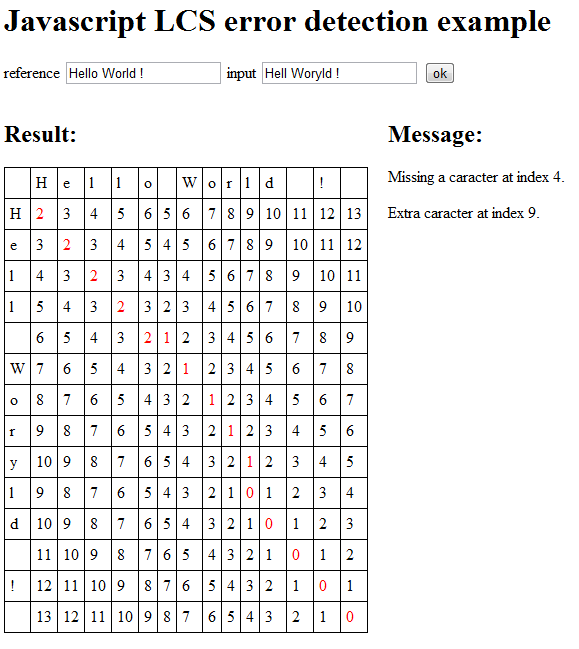 Javascript LCS error detection example
reference Hello World ! input Hell Woryld ! ok
Result:
Message:
H e l l o W o r l d !
H 2 3 4 5 6 5 6 7 8 9 10 11 12 13
e 3 2 3 4 5 4 5 6 7 8 9 10 11 12
l 4 3 2 3 4 3 4 5 6 7 8 9 10 11
l 5 4 3 2 3 2 3 4 5 6 7 8 9 10
6 5 4 3 2 1 2 3 4 5 6 7 8 9
W 7 6 5 4 3 2 1 2 3 4 5 6 7 8
o 8 7 6 5 4 3 2 1 2 3 4 5 6 7
r 9 8 7 6 5 4 3 2 1 2 3 4 5 6
y 10 9 8 7 6 5 4 3 2 1 2 3 4 5
l 9 8 7 6 5 4 3 2 1 0 1 2 3 4
d 10 9 8 7 6 5 4 3 2 1 0 1 2 3
11 10 9 8 7 6 5 4 3 2 1 0 1 2
! 12 11 10 9 8 7 6 5 4 3 2 1 0 1
13 12 11 10 9 8 7 6 5 4 3 2 1 0
Missing a caracter at index 4.
Extra caracter at index 9.